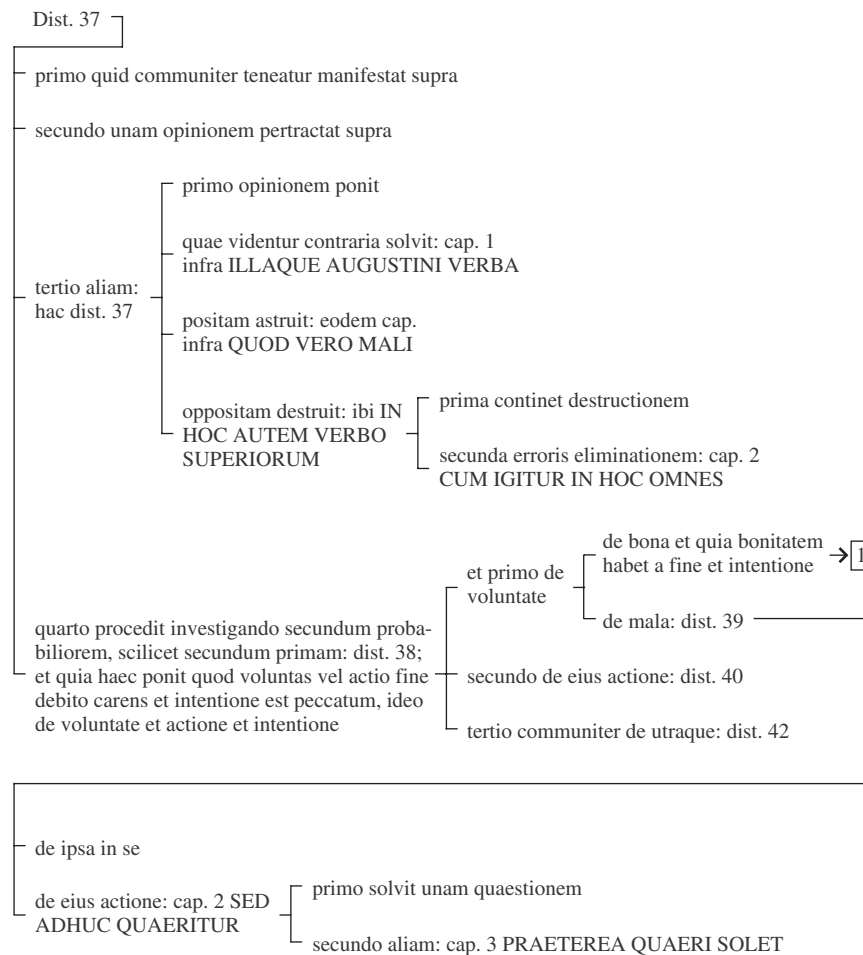 Dist. 37
primo quid communiter teneatur manifestat supra
secundo unam opinionem pertractat supra
tertio aliam:
hac dist. 37
primo opinionem ponit
quae videntur contraria solvit: cap. 1
infra ILLAQUE AUGUSTINI VERBA
positam astruit: eodem cap.
infra QUOD VERO MALI
oppositam destruit: ibi IN
HOC AUTEM VERBO
SUPERIORUM
prima continet destructionem
secunda erroris eliminationem: cap. 2
CUM IGITUR IN HOC OMNES
quarto procedit investigando secundum proba-
biliorem, scilicet secundum primam: dist. 38;
et quia haec ponit quod voluntas vel actio fine
debito carens et intentione est peccatum, ideo
de voluntate et actione et intentione
et primo de
voluntate
de bona et quia bonitatem
habet a fine et intentione
1
de mala: dist. 39
secundo de eius actione: dist. 40
tertio communiter de utraque: dist. 42
de ipsa in se
de eius actione: cap. 2 SED
ADHUC QUAERITUR
primo solvit unam quaestionem
secundo aliam: cap. 3 PRAETEREA QUAERI SOLET